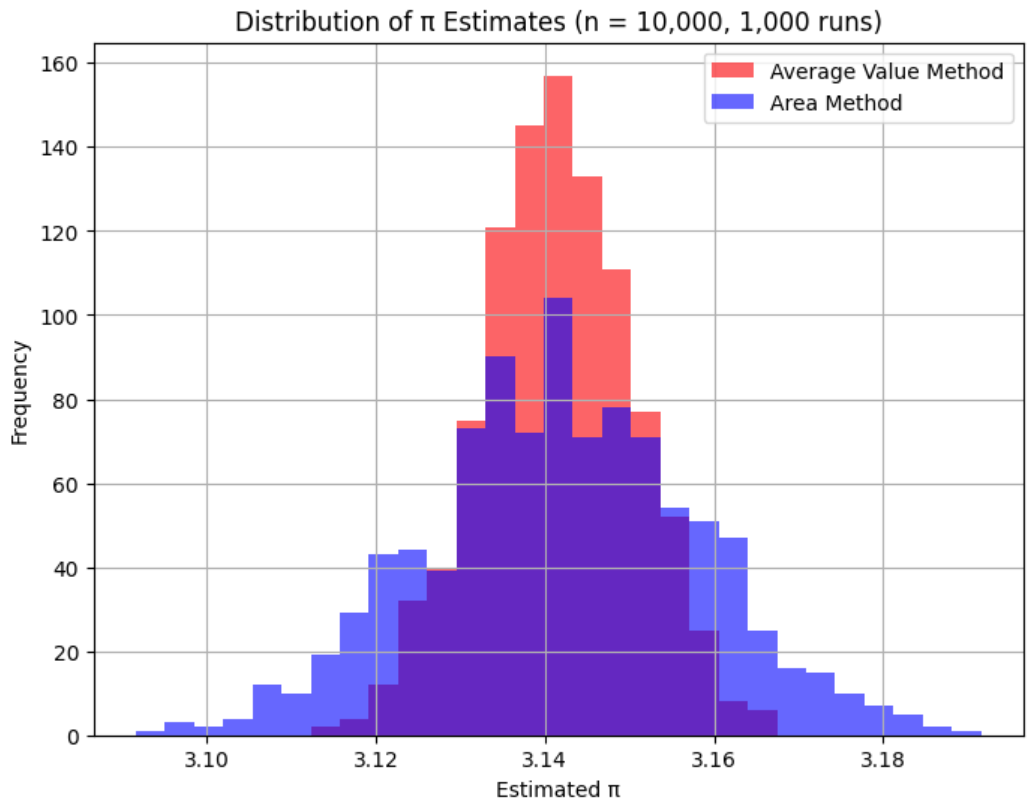 Distribution of π Estimates (n = 10,000, 1,000 runs)
Average Value Method
Area Method
Frequency
160
140
120
100
80
60
40
20
0
3.10
3.12
3.14
3.16
3.18
Estimated π